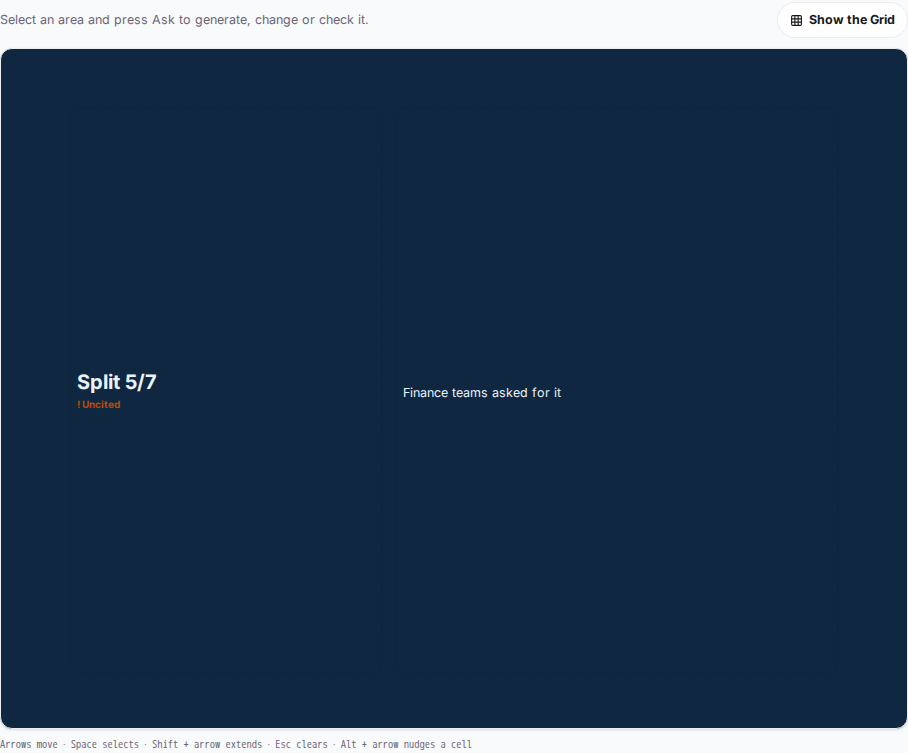 Select an area and press Ask to generate, change or check it.
Show the Grid
Split 5/7
! Uncited
Finance teams asked for it
Arrows move · Space selects · Shift + arrow extends · Esc clears · Alt + arrow nudges a cell